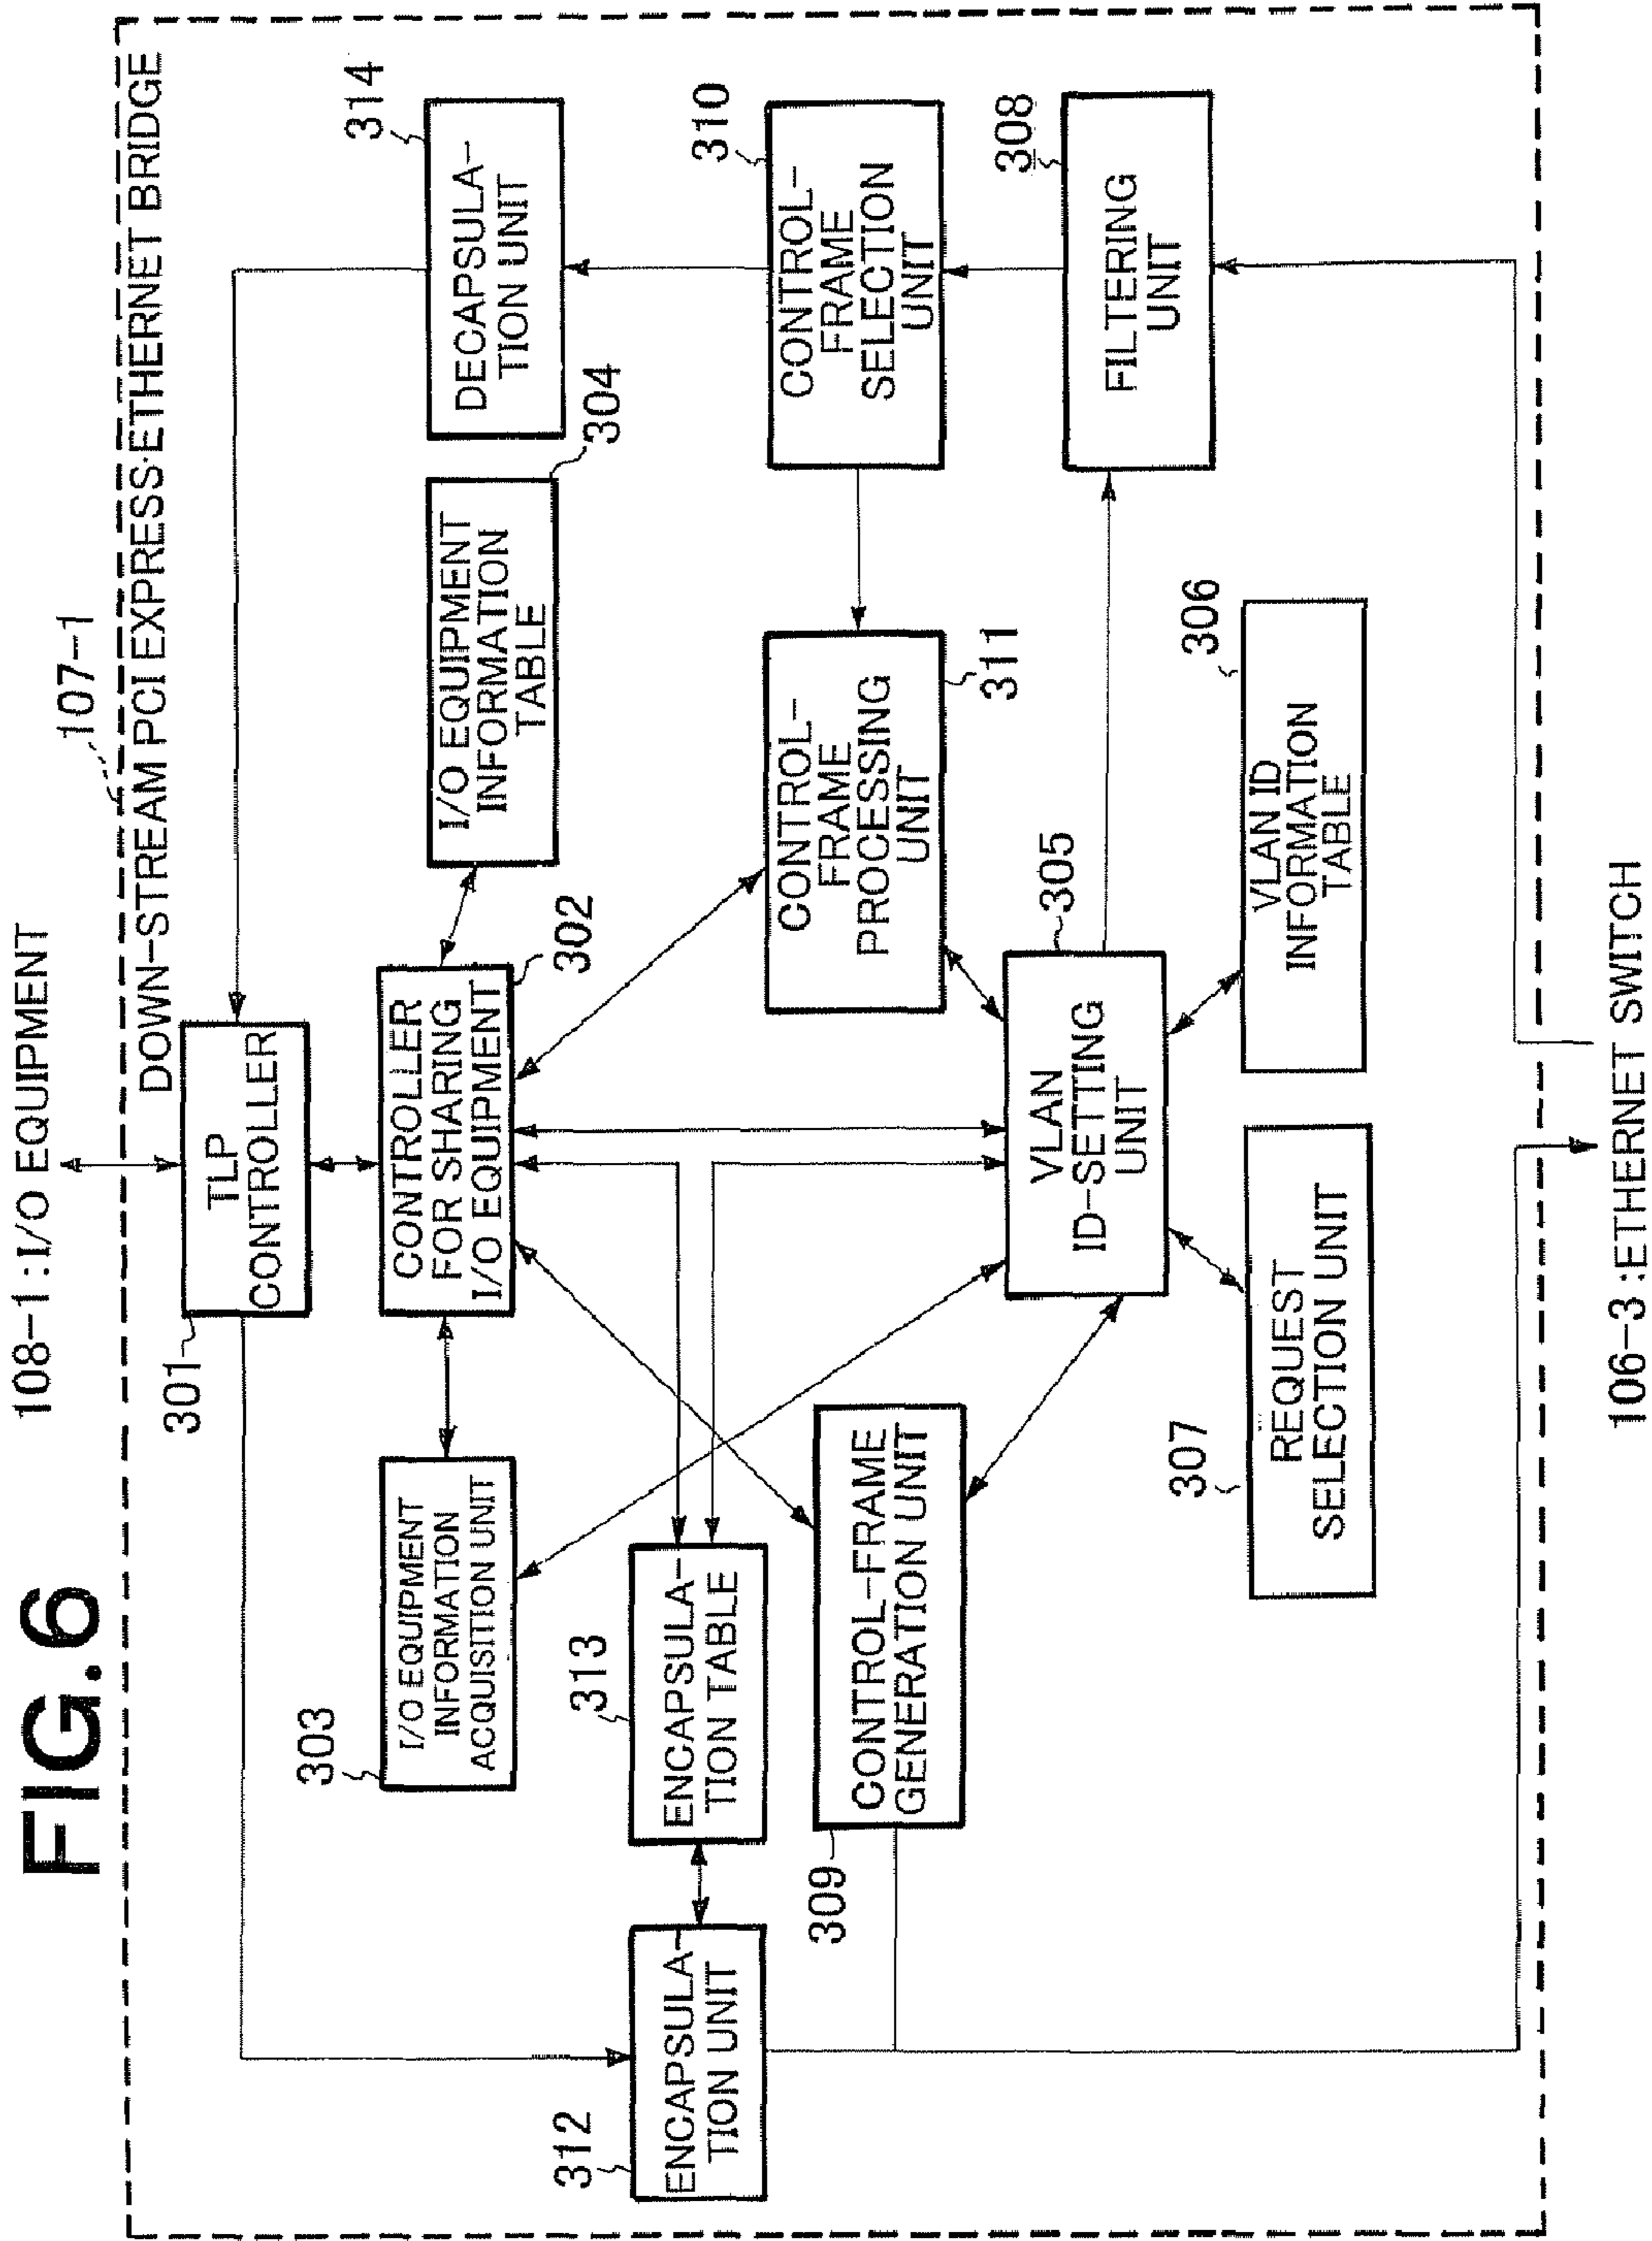 FIG.6
108-1:I/O EQUIPMENT
107-1
DOWN-STREAM PCI EXPRESS·ETHERNET BRIDGE
301
TLP
CONTROLLER
314
DECAPSULA-
TION UNIT
303
I/O EQUIPMENT
INFORMATION
ACQUISITION UNIT
CONTROLLER
FOR SHARING
I/O EQUIPMENT
302
I/O EQUIPMENT
INFORMATION
TABLE
304
312
ENCAPSULA-
TION UNIT
313
ENCAPSULA-
TION TABLE
309
CONTROL-FRAME
GENERATION UNIT
CONTROL-
FRAME
PROCESSING
UNIT
311
310
CONTROL-
FRAME
SELECTION
UNIT
305
VLAN
ID-SETTING
UNIT
308
FILTERING
UNIT
307
REQUEST
SELECTION UNIT
306
VLAN ID
INFORMATION
TABLE
106-3:ETHERNET SWITCH